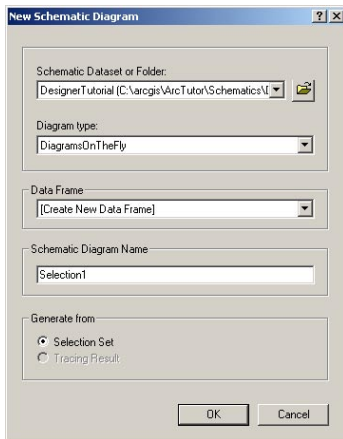 New Schematic Diagram
Schematic Dataset or Folder:
DesignerTutorial (C:\arcgis\ArcTutor\Schematics\
Diagram type:
DiagramsOnTheFly
Data Frame
[Create New Data Frame]
Schematic Diagram Name
Selection1
Generate from
Selection Set
Tracing Result
OK Cancel